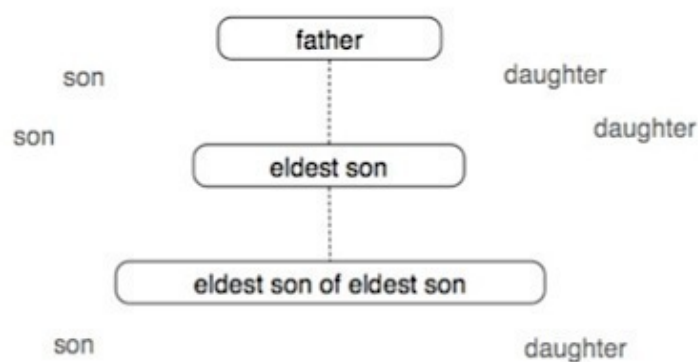 father
son
daughter
son
daughter
eldest son
eldest son of eldest son
son
daughter